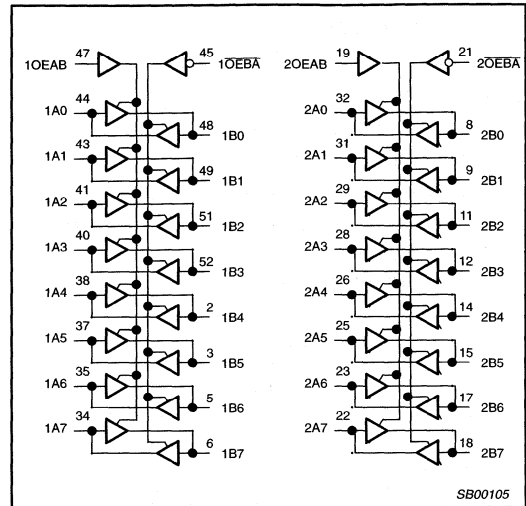 47 45 19 21
1OEAB 1O͞E͞B͞A͞ 2OEAB 2O͞E͞B͞A͞
44 32
1A0 48 1B0 2A0 8 2B0
43 31
1A1 49 1B1 2A1 9 2B1
41 29
1A2 51 1B2 2A2 11 2B2
40 28
1A3 52 1B3 2A3 12 2B3
38 26
1A4 2 1B4 2A4 14 2B4
37 25
1A5 3 1B5 2A5 15 2B5
35 23
1A6 5 1B6 2A6 17 2B6
34 22
1A7 6 1B7 2A7 18 2B7
SB00105